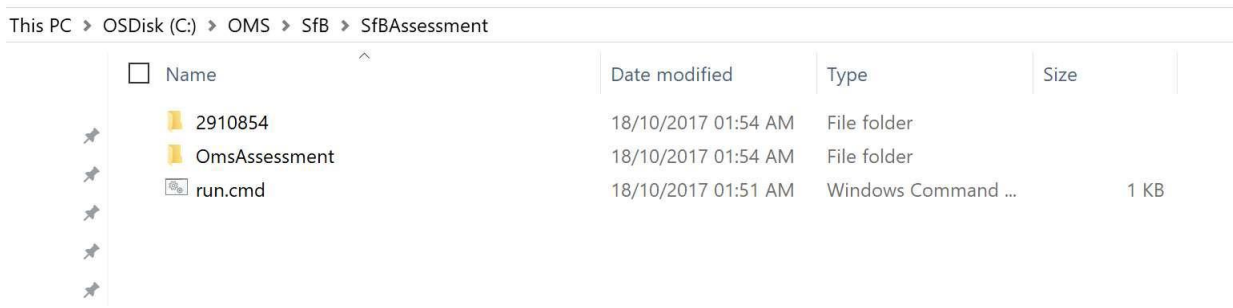 This PC > OSDisk (C:) > OMS > SfB > SfBAssessment
Name Date modified Type Size
2910854 18/10/2017 01:54 AM File folder
OmsAssessment 18/10/2017 01:54 AM File folder
run.cmd 18/10/2017 01:51 AM Windows Command ... 1 KB